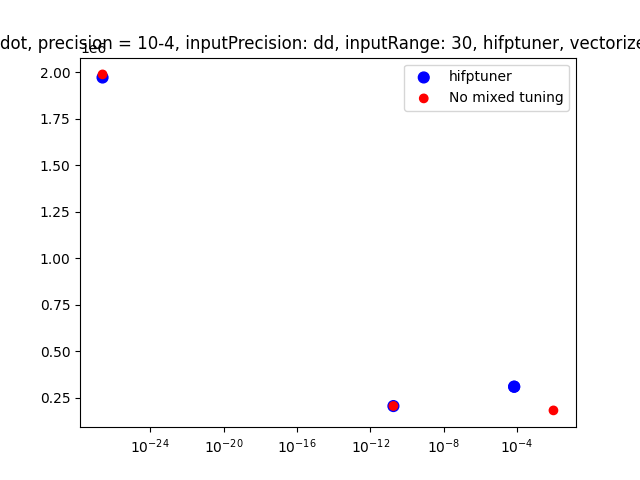 dot, precision = 10-4, inputPrecision: dd, inputRange: 30, hifptuner, vectorize
1e6
2.00
1.75
1.50
1.25
1.00
0.75
0.50
0.25
hifptuner
No mixed tuning
10⁻²⁴ 10⁻²⁰ 10⁻¹⁶ 10⁻¹² 10⁻⁸ 10⁻⁴